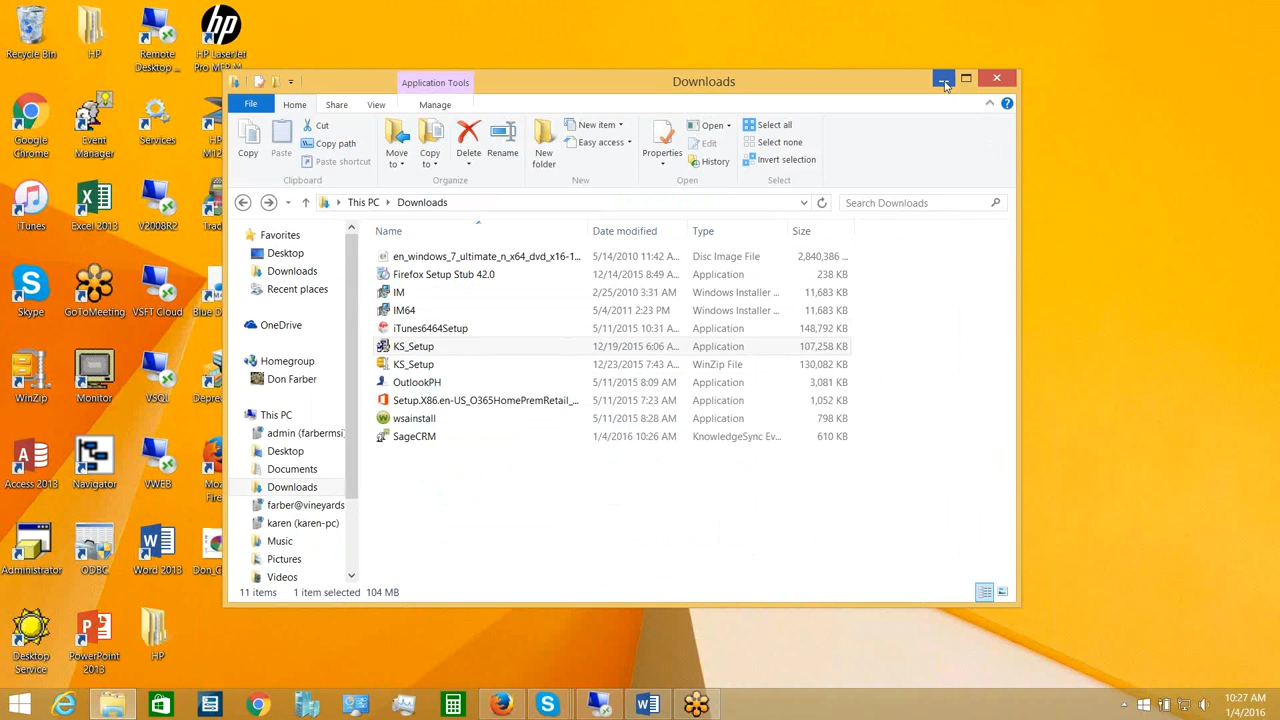 Recycle Bin
HP
Remote
Desktop ...
HP LaserJet
Pro MFP M...
Google
Chrome
Event
Manager
Services
HP
M12
iTunes
Excel 2013
V2008R2
Trac
Skype
GoToMeeting
VSFT Cloud
Blue D
WinZip
Monitor
VSQL
Depre
Access 2013
Navigator
VWEB
Moz
Fire
Administrator
ODBC
Word 2013
Don_C
Desktop
Service
PowerPoint
2013
HP
Application Tools
Downloads
File
Home
Share
View
Manage
Copy
Paste
Cut
Copy path
Paste shortcut
Clipboard
Move
to
Copy
to
Delete
Rename
Organize
New
folder
New item
Easy access
New
Properties
Open
Edit
History
Open
Select all
Select none
Invert selection
Select
This PC
Downloads
Search Downloads
Favorites
Desktop
Downloads
Recent places
OneDrive
Homegroup
Don Farber
This PC
admin (farbermsi
Desktop
Documents
Downloads
farber@vineyards
karen (karen-pc)
Music
Pictures
Videos
Name Date modified Type Size
en_windows_7_ultimate_n_x64_dvd_x16-1... 5/14/2010 11:42 A... Disc Image File 2,840,386 ...
Firefox Setup Stub 42.0 12/14/2015 8:49 A... Application 238 KB
IM 2/25/2010 3:31 AM Windows Installer ... 11,683 KB
IM64 5/4/2011 2:23 PM Windows Installer ... 11,683 KB
iTunes6464Setup 5/11/2015 10:31 A... Application 148,792 KB
KS_Setup 12/19/2015 6:06 A... Application 107,258 KB
KS_Setup 12/23/2015 7:43 A... WinZip File 130,082 KB
OutlookPH 5/11/2015 8:09 AM Application 3,081 KB
Setup.X86.en-US_O365HomePremRetail_... 5/11/2015 7:23 AM Application 1,052 KB
wsainstall 5/11/2015 8:28 AM Application 798 KB
SageCRM 1/4/2016 10:26 AM KnowledgeSync Ev... 610 KB
11 items 1 item selected 104 MB
10:27 AM
1/4/2016